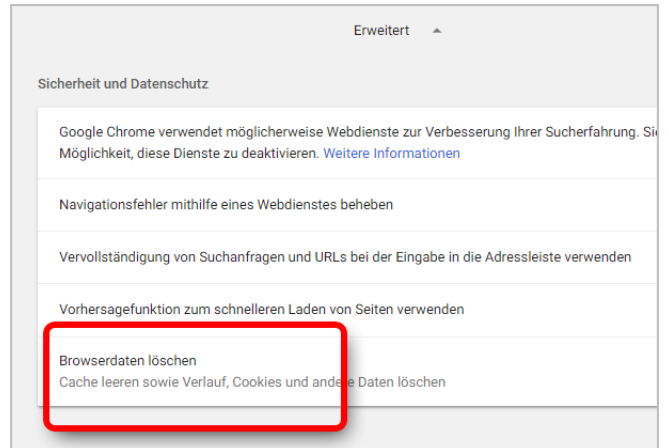 Erweitert
Sicherheit und Datenschutz
Google Chrome verwendet möglicherweise Webdienste zur Verbesserung Ihrer Sucherfahrung.
Möglichkeit, diese Dienste zu deaktivieren. Weitere Informationen
Navigationsfehler mithilfe eines Webdienstes beheben
Vervollständigung von Suchanfragen und URLs bei der Eingabe in die Adressleiste verwenden
Vorhersagefunktion zum schnelleren Laden von Seiten verwenden
Browserdaten löschen
Cache leeren sowie Verlauf, Cookies und andere Daten löschen